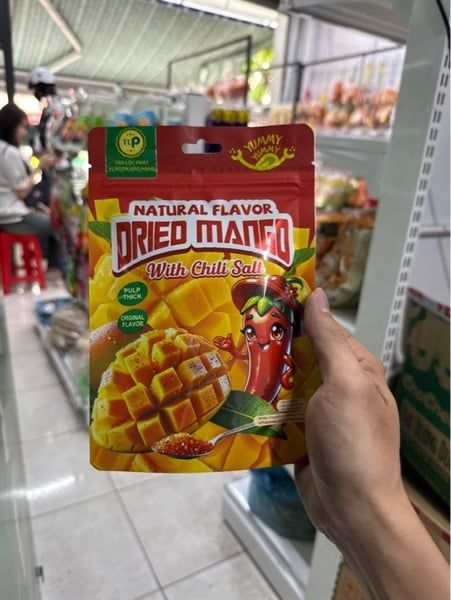 TLP
TÂN LỘC PHÁT
YUMMY
YUMMY
NATURAL FLAVOR
DRIED MANGO
With Chili Salt
PULP
THICK
ORGINAL
FLAVOR